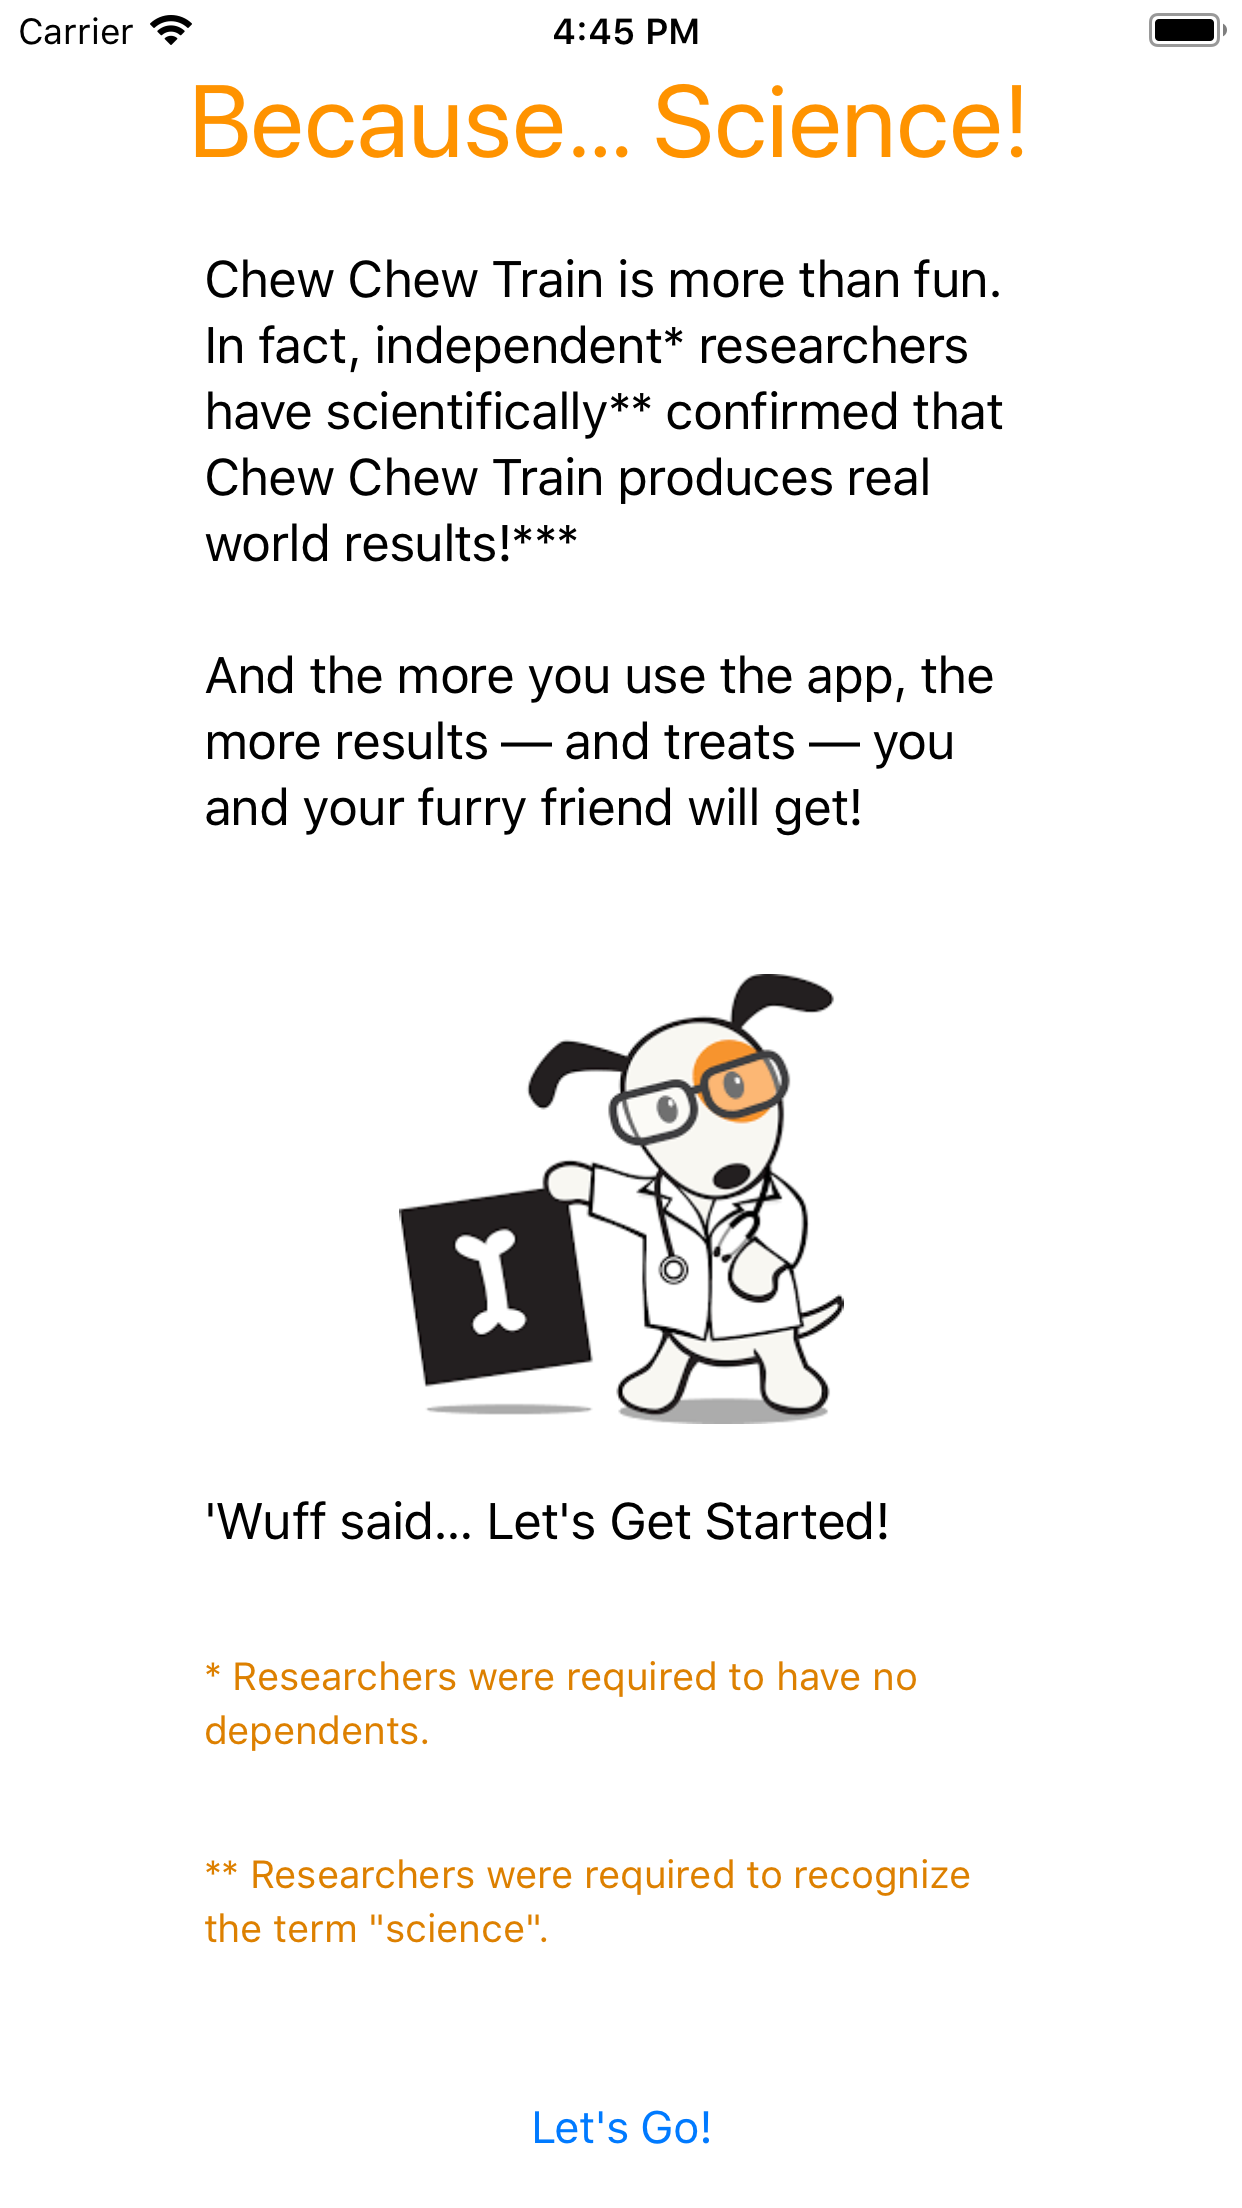 Carrier
4:45 PM
Because... Science!
Chew Chew Train is more than fun.
In fact, independent* researchers
have scientifically** confirmed that
Chew Chew Train produces real
world results!***
And the more you use the app, the
more results — and treats — you
and your furry friend will get!
'Wuff said... Let's Get Started!
* Researchers were required to have no
dependents.
** Researchers were required to recognize
the term "science".
Let's Go!